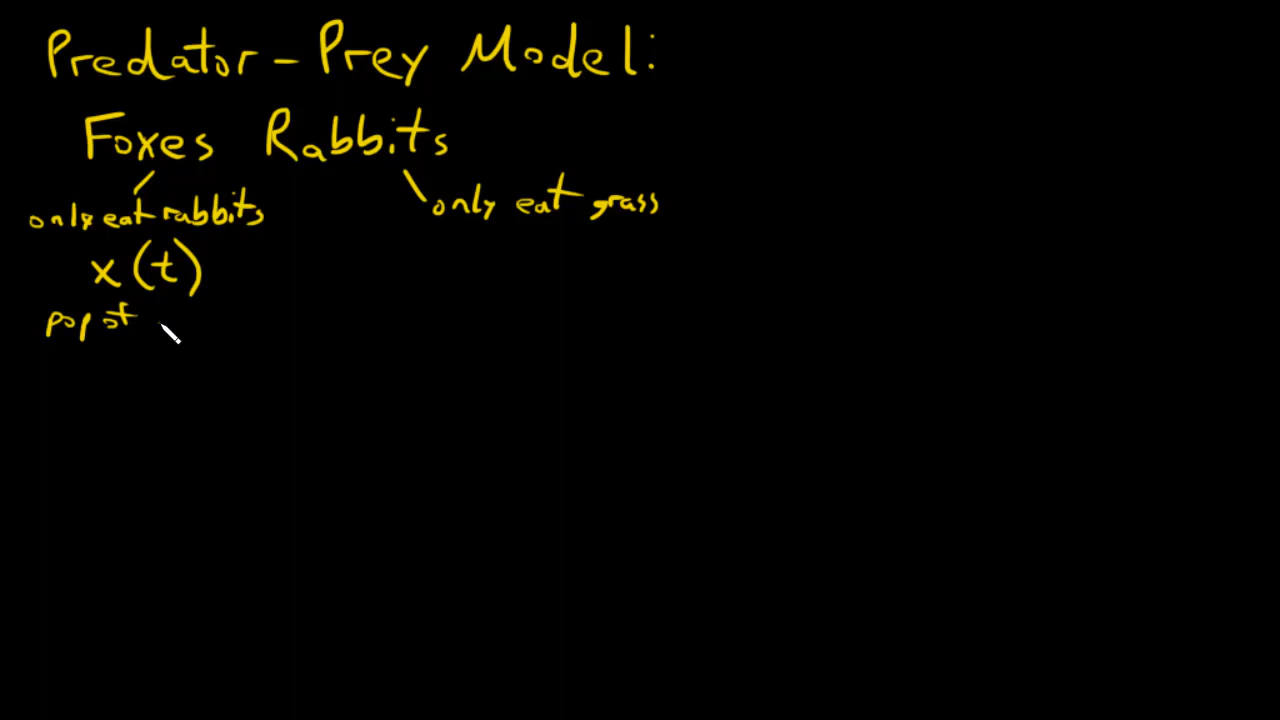 Predator - Prey Model:
Foxes Rabbits
only eat rabbits
only eat grass
x(t)
pop of